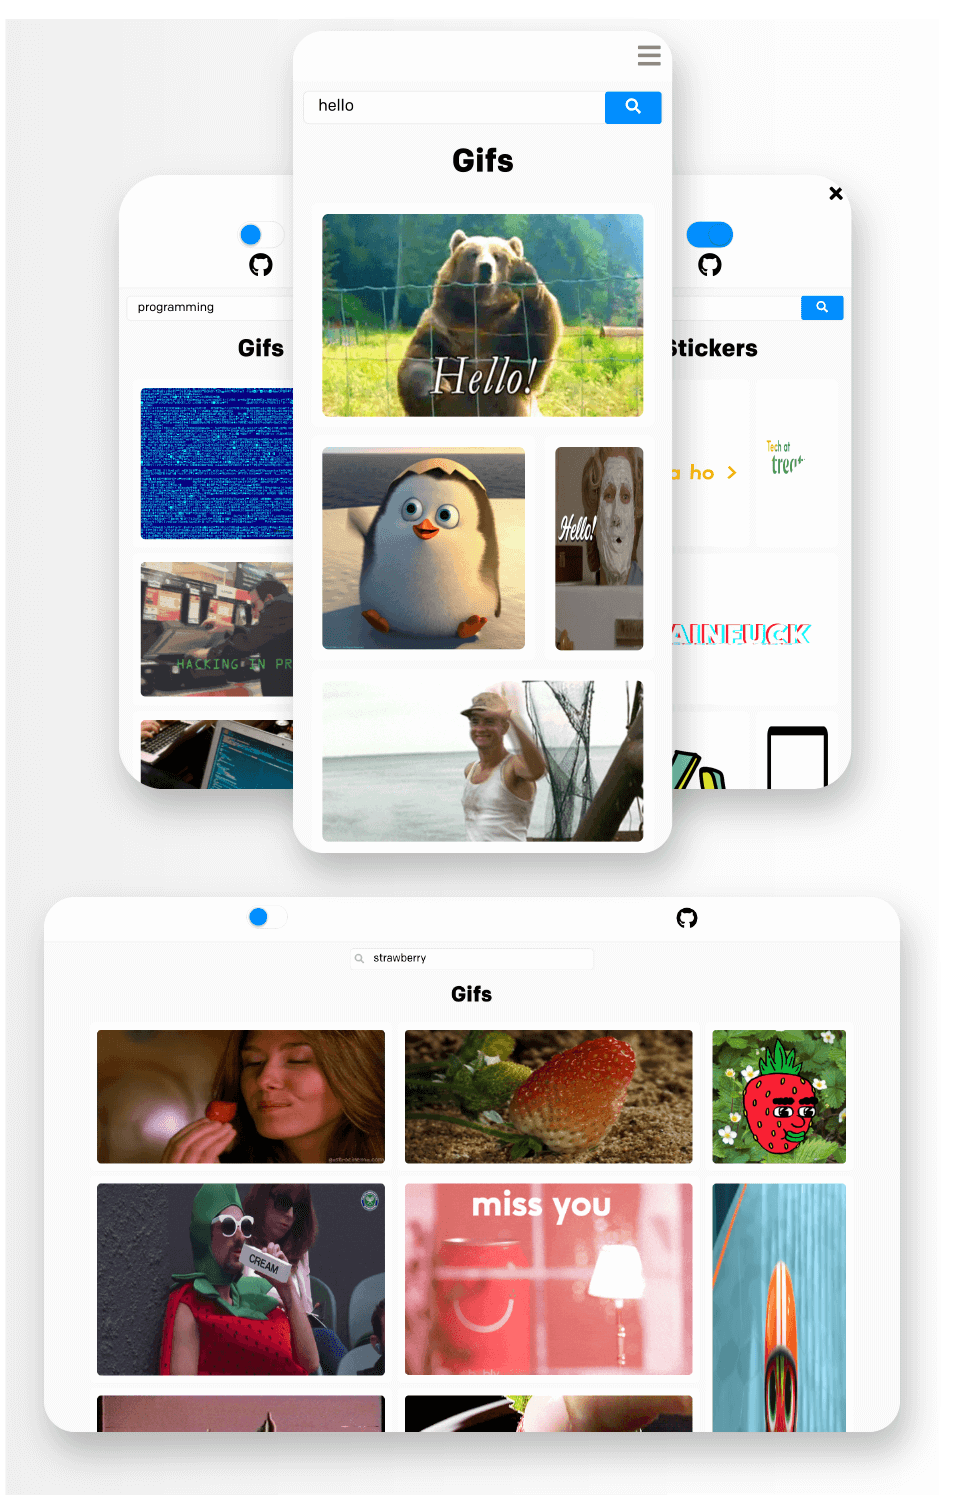 hello
Gifs
Hello!
Hello!
programming
Gifs
HACKING IN PR
Stickers
a ho >
Tech at
trent
AINFUCK
strawberry
Gifs
CREAM
miss you